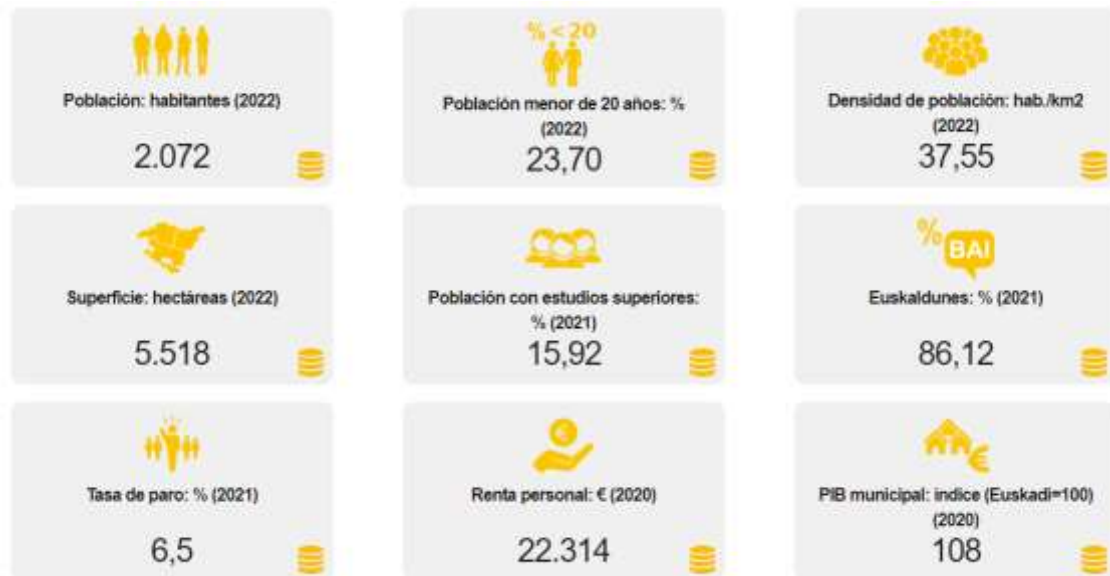 Población: habitantes (2022)
2.072
% < 20
Población menor de 20 años: %
(2022)
23,70
Densidad de población: hab./km2
(2022)
37,55
Superficie: hectáreas (2022)
5.518
Población con estudios superiores:
% (2021)
15,92
% BAI
Euskaldunes: % (2021)
86,12
Tasa de paro: % (2021)
6,5
€
Renta personal: € (2020)
22.314
€
PIB municipal: indice (Euskadi=100)
(2020)
108